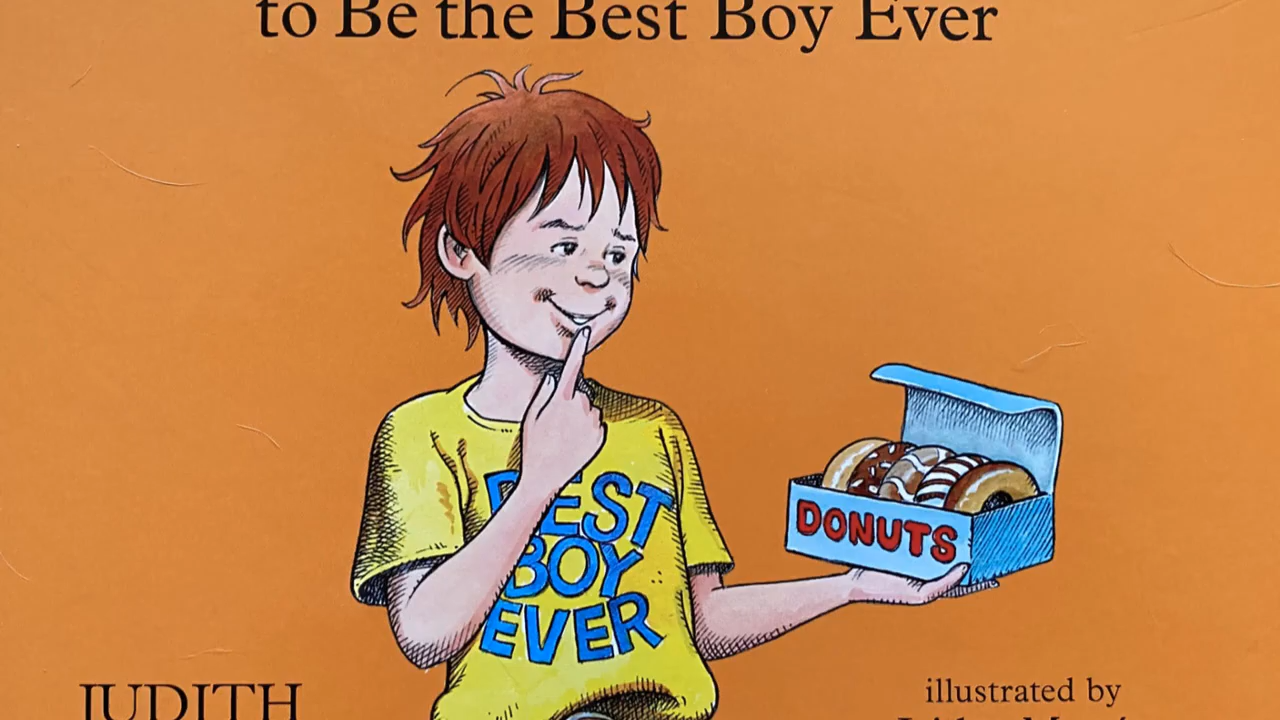 to Be the Best Boy Ever
BEST
BOY
EVER
DONUTS
JUDITH
illustrated by